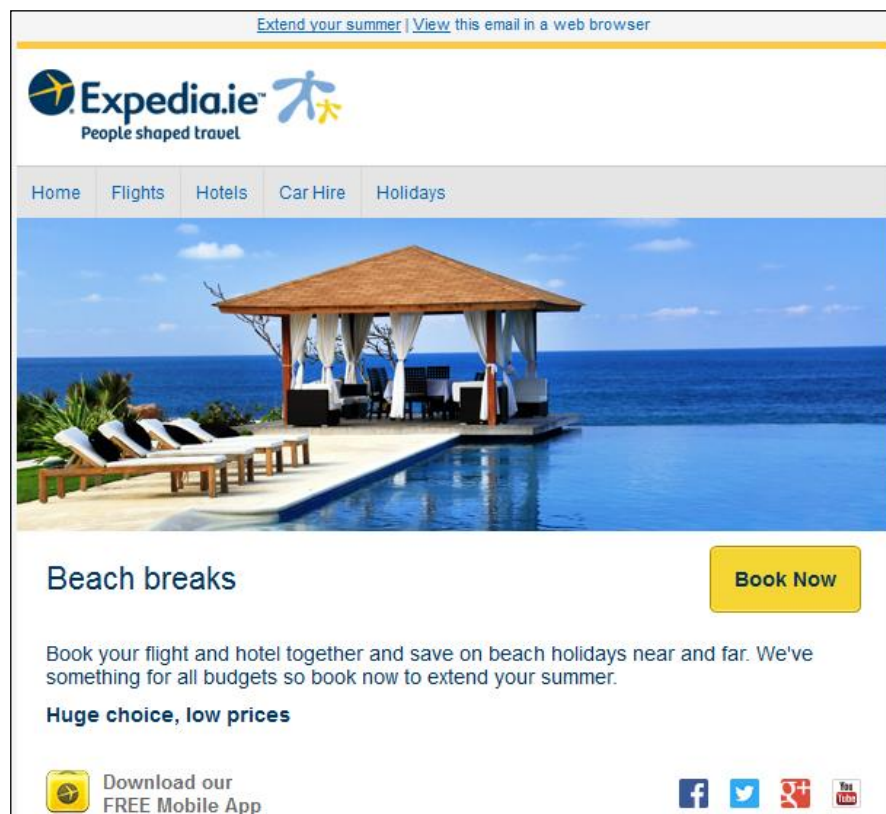 Extend your summer | View this email in a web browser
Expedia.ie™
People shaped travel
Home Flights Hotels Car Hire Holidays
Beach breaks
Book Now
Book your flight and hotel together and save on beach holidays near and far. We've
something for all budgets so book now to extend your summer.
Huge choice, low prices
Download our
FREE Mobile App
f
g+
You
Tube